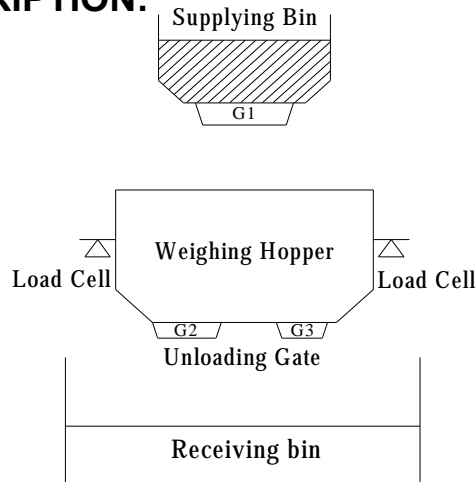 RIPTION:
Supplying Bin
G1
Weighing Hopper
Load Cell Load Cell
G2 G3
Unloading Gate
Receiving bin